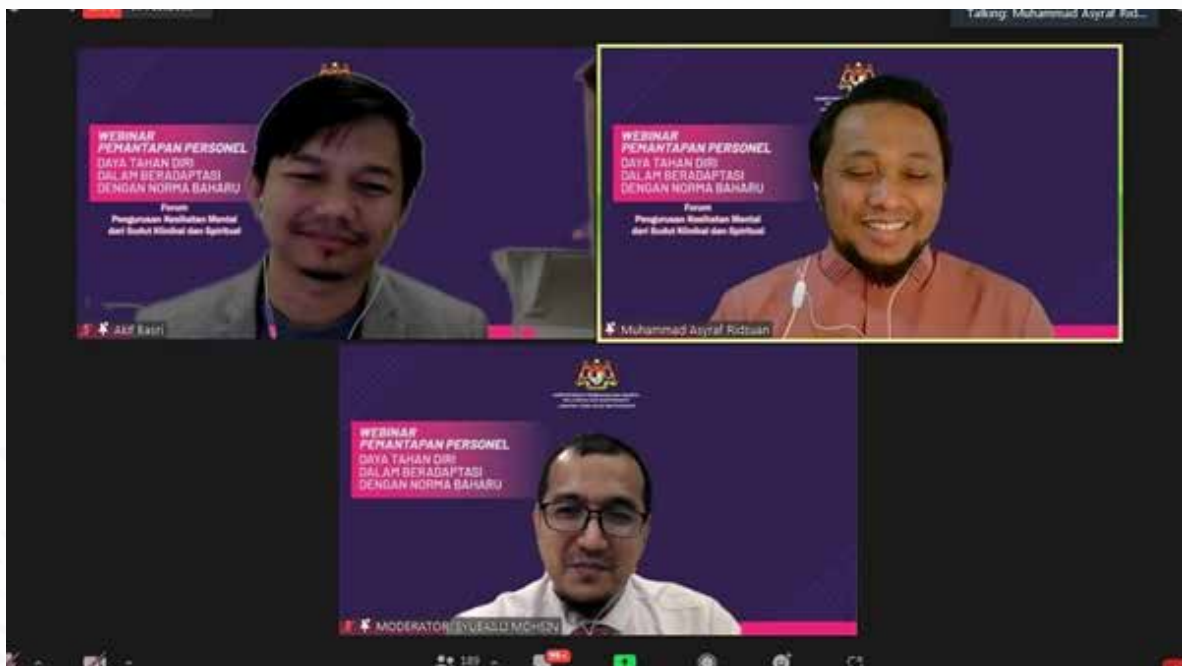 Talking: Muhammad Asyraf Rid...
WEBINAR
PEMANTAPAN PERSONEL
DAYA TAHAN DIRI
DALAM BERADAPTASI
DENGAN NORMA BAHARU
Forum
Pengurusan Kesihatan Mental
dari Sudut Klinikal dan Spiritual
Akif Basri
WEBINAR
PEMANTAPAN PERSONEL
DAYA TAHAN DIRI
DALAM BERADAPTASI
DENGAN NORMA BAHARU
Forum
Pengurusan Kesihatan Mental
dari Sudut Klinikal dan Spiritual
Muhammad Asyraf Ridsuan
WEBINAR
PEMANTAPAN PERSONEL
DAYA TAHAN DIRI
DALAM BERADAPTASI
DENGAN NORMA BAHARU
MODERATOR MOHSIN
189